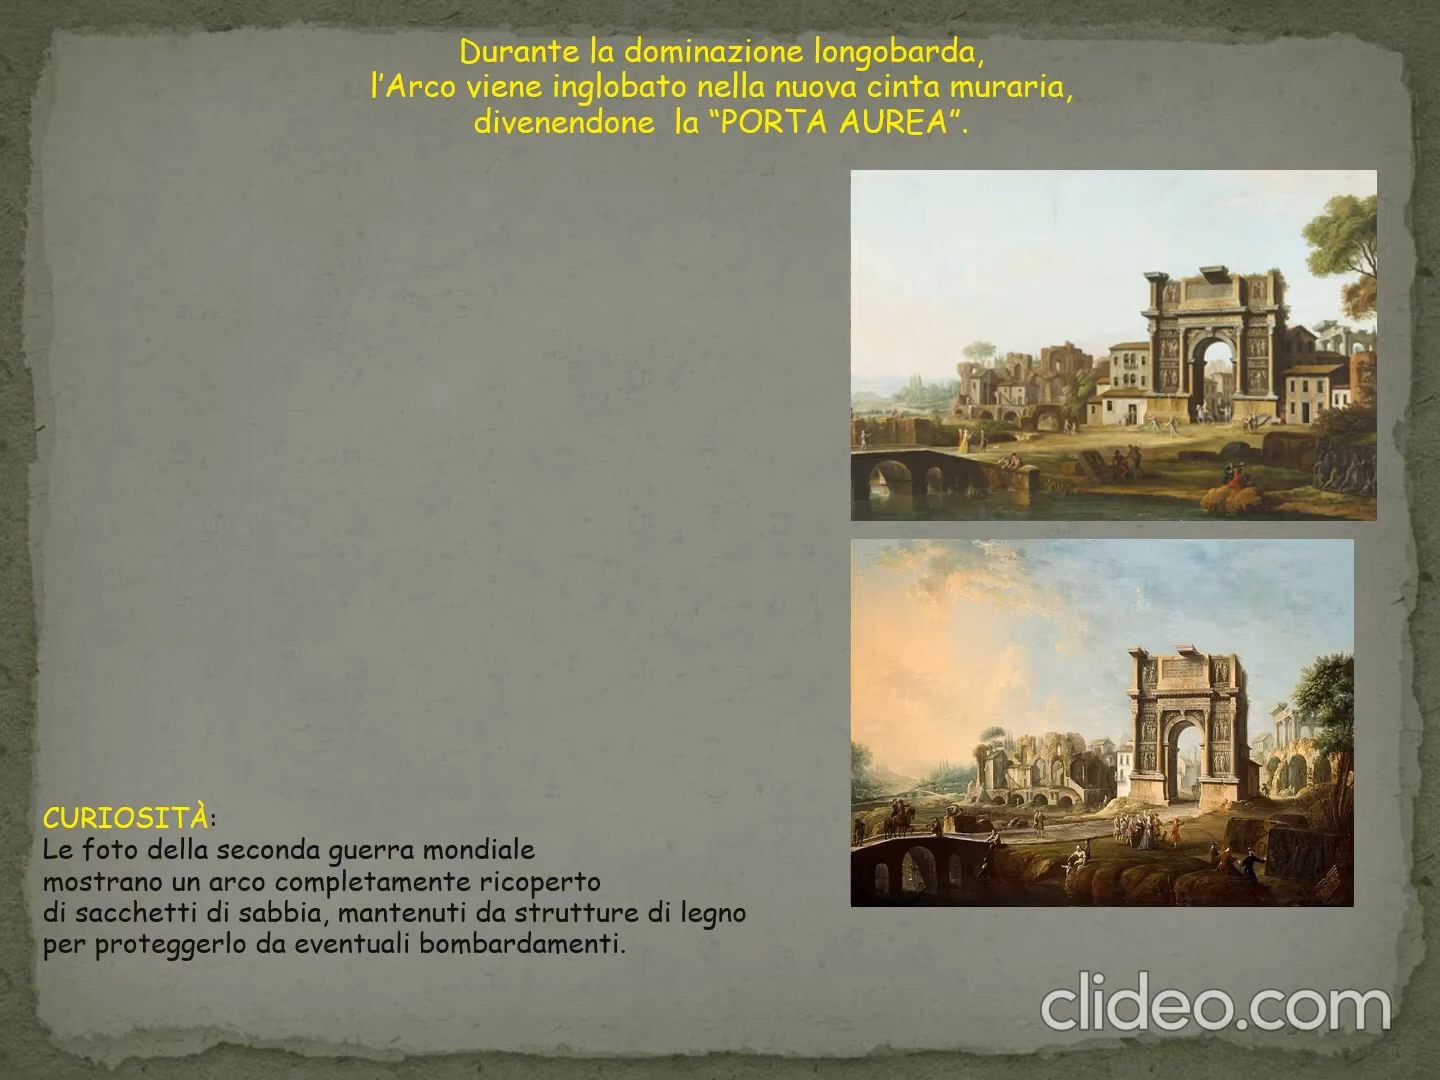 Durante la dominazione longobarda,
l'Arco viene inglobato nella nuova cinta muraria,
divenendone la “PORTA AUREA”.
CURIOSITÀ:
Le foto della seconda guerra mondiale
mostrano un arco completamente ricoperto
di sacchetti di sabbia, mantenuti da strutture di legno
per proteggerlo da eventuali bombardamenti.
clideo.com